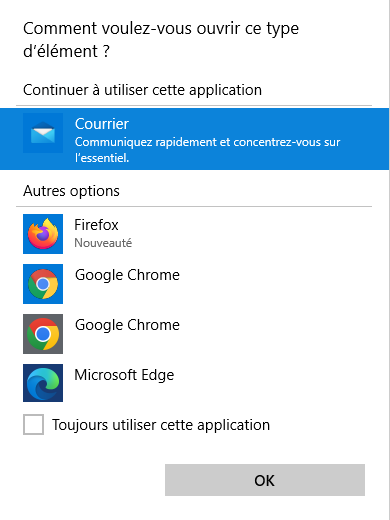 Comment voulez-vous ouvrir ce type
d'élément ?
Continuer à utiliser cette application
Courrier
Communiquez rapidement et concentrez-vous sur
l'essentiel.
Autres options
Firefox
Nouveauté
Google Chrome
Google Chrome
Microsoft Edge
Toujours utiliser cette application
OK